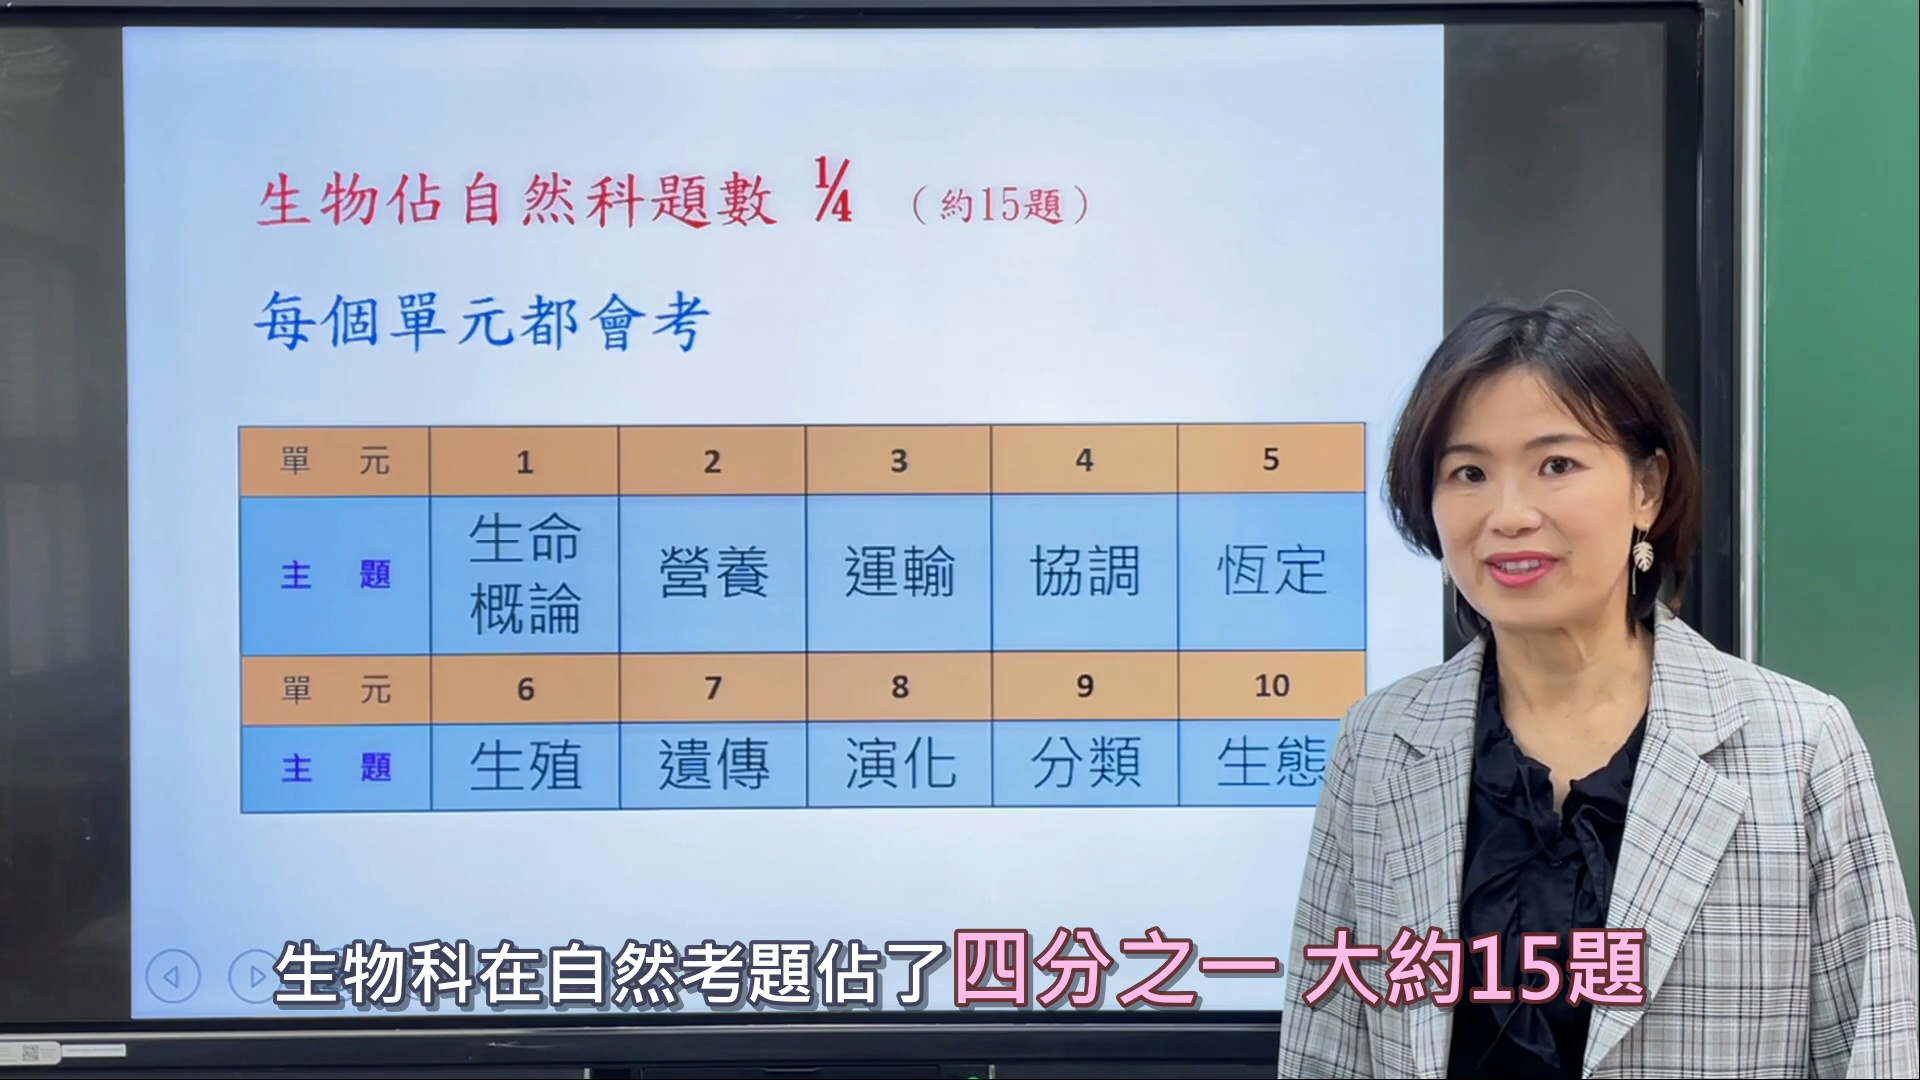 生物佔自然科題數 ¼ （約15題）
每個單元都會考
單 元 1 2 3 4 5
主 題 生命概論 營養 運輸 協調 恆定
單 元 6 7 8 9 10
主 題 生殖 遺傳 演化 分類 生態
生物科在自然考題佔了四分之一 大約15題